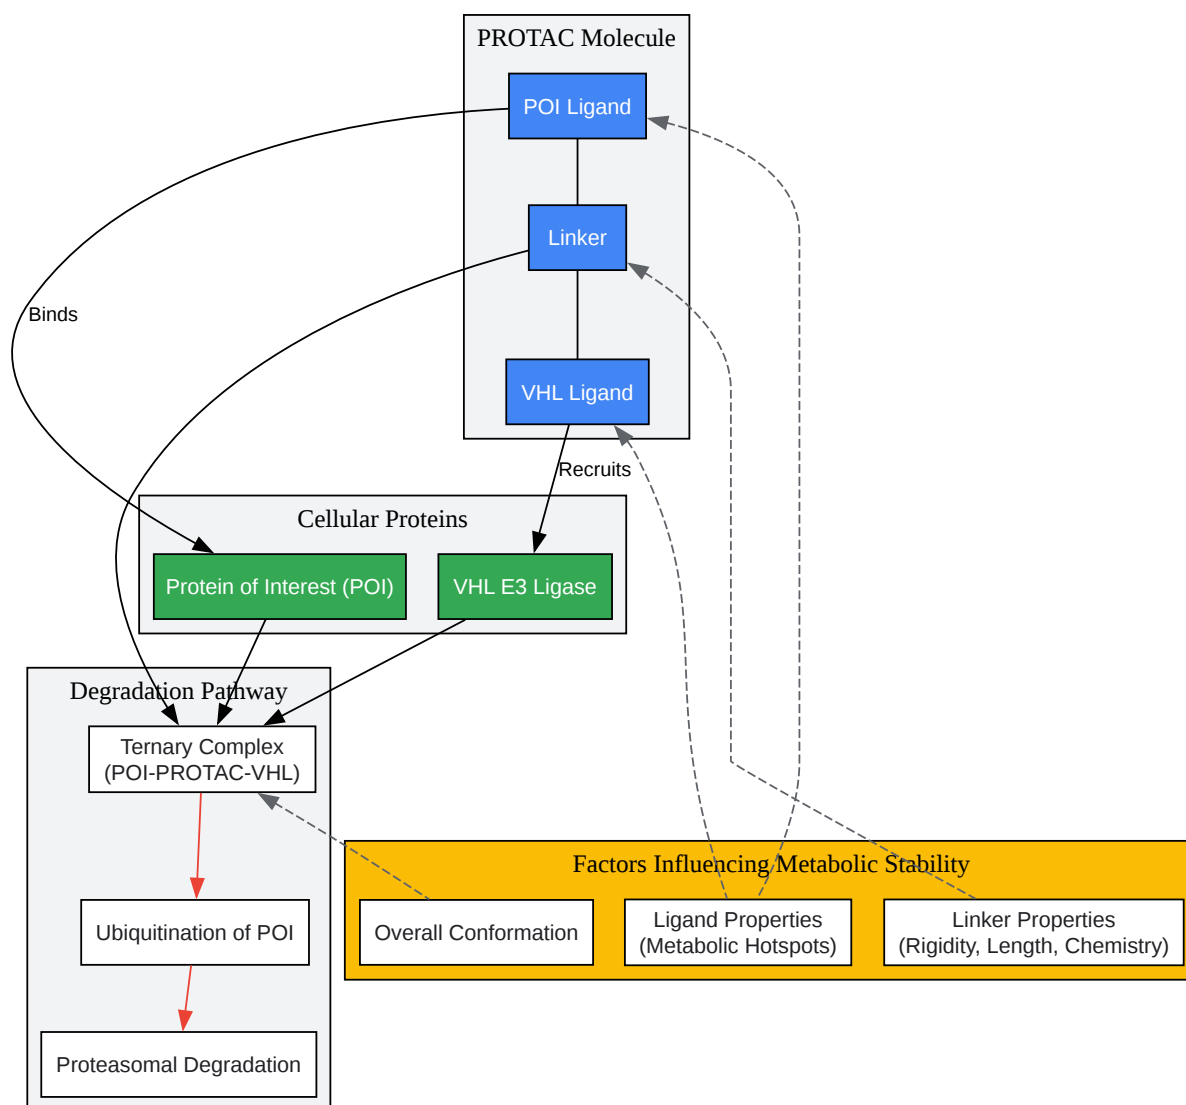 PROTAC Molecule
POI Ligand
Linker
Binds
VHL Ligand
Recruits
Cellular Proteins
Protein of Interest (POI)
VHL E3 Ligase
Degradation Pathway
Ternary Complex
(POI-PROTAC-VHL)
Factors Influencing Metabolic Stability
Overall Conformation
Ligand Properties
(Metabolic Hotspots)
Linker Properties
(Rigidity, Length, Chemistry)
Ubiquitination of POI
Proteasomal Degradation